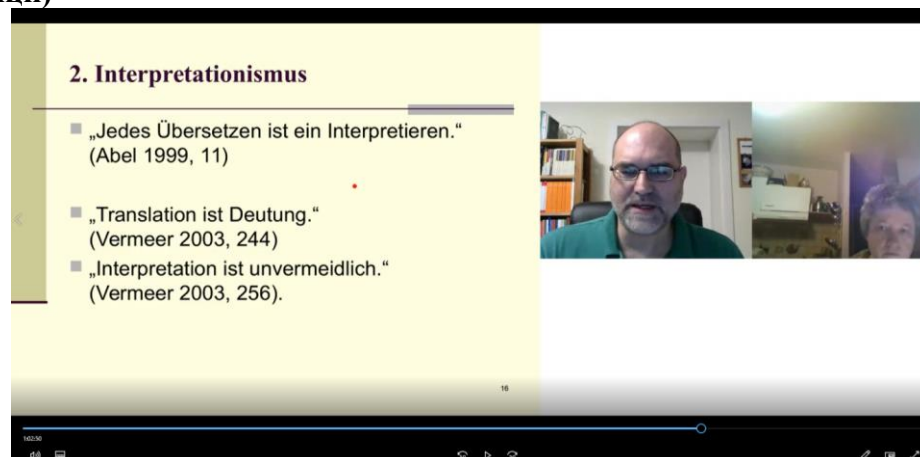 ции)
2. Interpretationismus
„Jedes Übersetzen ist ein Interpretieren.“
(Abel 1999, 11)
„Translation ist Deutung.“
(Vermeer 2003, 244)
„Interpretation ist unvermeidlich.“
(Vermeer 2003, 256).
16
1:02:50